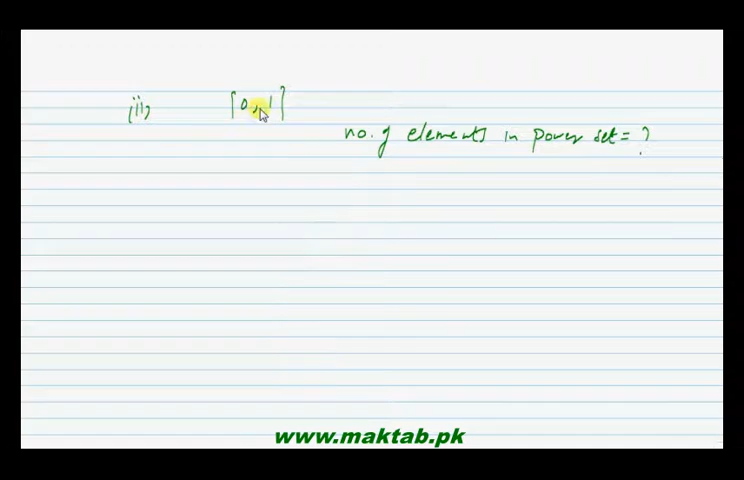 (ii) {0, 1}
no. of elements in power set = ?
www.maktab.pk